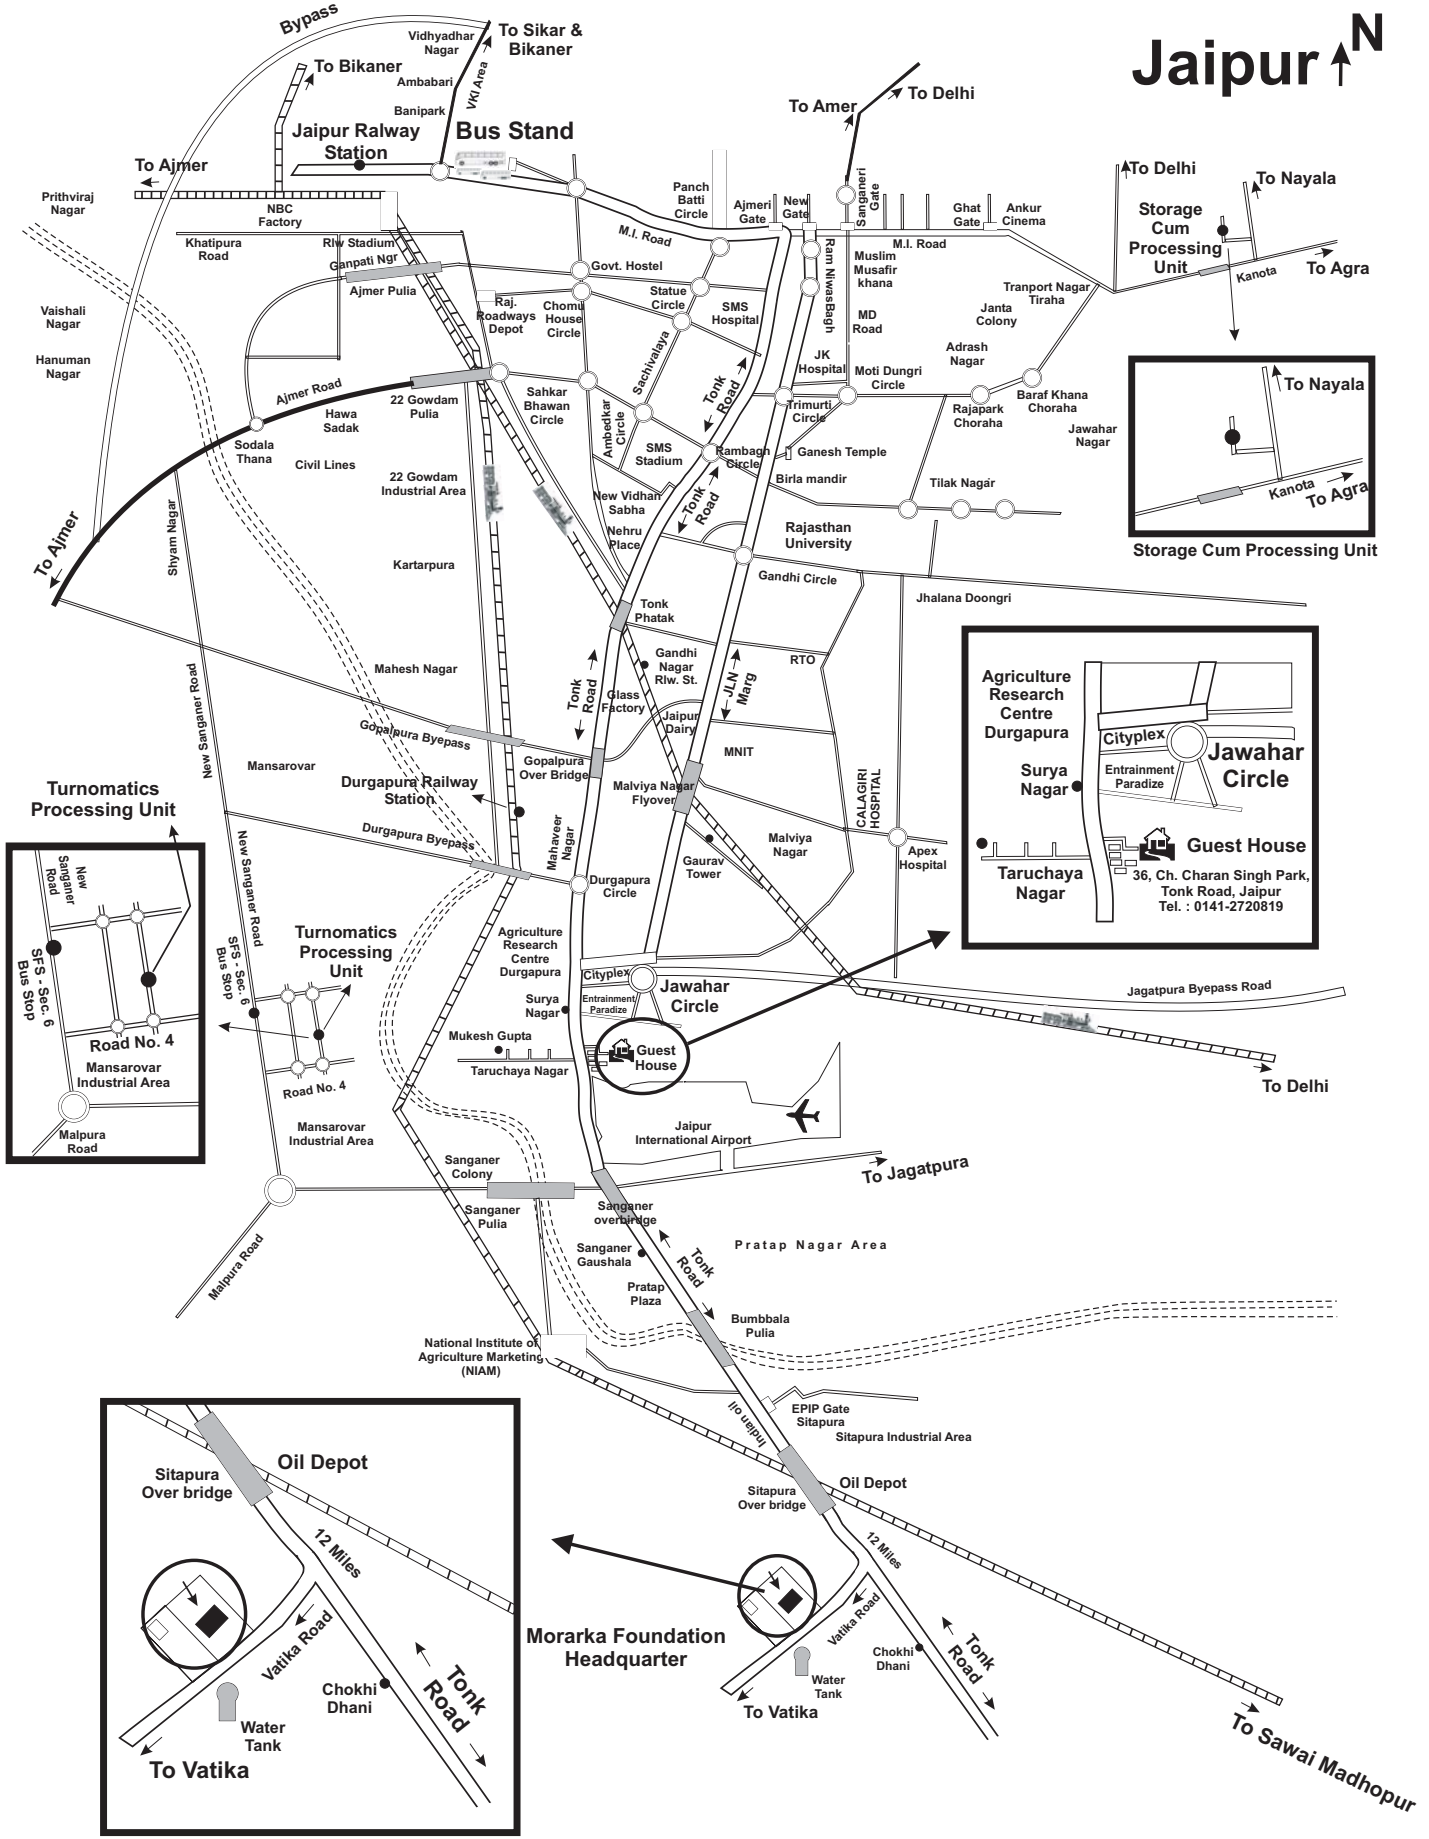 Jaipur
N
Bypass
Vidhyadhar
Nagar
To Sikar &
Bikaner
To Bikaner
Ambabari
VKI Area
Banipark
Jaipur Ralway
Station
Bus Stand
To Ajmer
To Amer
To Delhi
Prithviraj
Nagar
NBC
Factory
Khatipura
Road
Rlw Stadium
Ganpati Ngr
Ajmer Pulia
M.I. Road
Panch
Batti
Circle
Ajmeri
Gate
New
Gate
Sanganeri
Gate
Ghat
Gate
Ankur
Cinema
M.I. Road
To Delhi
To Nayala
Storage
Cum
Processing
Unit
Kanota
To Agra
Govt. Hostel
Ram NiwasBagh
Muslim
Musafir
khana
Vaishali
Nagar
Hanuman
Nagar
Raj.
Roadways
Depot
Chomu
House
Circle
Statue
Circle
SMS
Hospital
MD
Road
Janta
Colony
Tranport Nagar
Tiraha
Adrash
Nagar
JK
Hospital
Moti Dungri
Circle
Sachivalaya
Tonk
Road
Ajmer Road
22 Gowdam
Pulia
Hawa
Sadak
Sahkar
Bhawan
Circle
Ambedkar
Circle
Trimurti
Circle
Rajapark
Choraha
Baraf Khana
Choraha
Jawahar
Nagar
Sodala
Thana
Civil Lines
SMS
Stadium
Rambagh
Circle
Ganesh Temple
22 Gowdam
Industrial Area
Birla mandir
Tilak Nagar
New Vidhan
Sabha
Tonk
Road
Nehru
Place
Rajasthan
University
To Nayala
Kanota
To Agra
Storage Cum Processing Unit
To Ajmer
Shyam Nagar
Kartarpura
Gandhi Circle
Jhalana Doongri
Tonk
Phatak
RTO
Gandhi
Nagar
Rlw. St.
Mahesh Nagar
New Sanganer Road
Tonk
Road
Glass
Factory
JLN
Marg
Jaipur
Dairy
Gopalpura Byepass
Gopalpura
Over Bridge
MNIT
Mansarovar
Durgapura Railway
Station
Malviya Nagar
Flyover
CALAGIRI
HOSPITAL
Agriculture
Research
Centre
Durgapura
Cityplex
Jawahar
Circle
Surya
Nagar
Entrainment
Paradize
Guest House
Taruchaya
Nagar
36, Ch. Charan Singh Park,
Tonk Road, Jaipur
Tel. : 0141-2720819
Turnomatics
Processing Unit
New
Sanganer
Road
SFS - Sec. 6
Bus Stop
Road No. 4
Mansarovar
Industrial Area
Malpura
Road
Durgapura Byepass
Mahaveer
Nagar
Malviya
Nagar
Gaurav
Tower
Apex
Hospital
Durgapura
Circle
New Sanganer Road
SFS - Sec. 6
Bus Stop
Turnomatics
Processing
Unit
Agriculture
Research
Centre
Durgapura
Cityplex
Jawahar
Circle
Surya
Nagar
Entrainment
Paradize
Jagatpura Byepass Road
Mukesh Gupta
Taruchaya Nagar
Guest
House
To Delhi
Road No. 4
Mansarovar
Industrial Area
Jaipur
International Airport
Sanganer
Colony
To Jagatpura
Sanganer
Pulia
Sanganer
overbirdge
Malpura Road
Sanganer
Gaushala
Tonk
Road
Pratap Nagar Area
Pratap
Plaza
Bumbbala
Pulia
National Institute of
Agriculture Marketing
(NIAM)
Indian oil
EPIP Gate
Sitapura
Sitapura Industrial Area
Sitapura
Over bridge
Oil Depot
Sitapura
Over bridge
Oil Depot
12 Miles
12 Miles
Vatika Road
Vatika Road
Morarka Foundation
Headquarter
Chokhi
Dhani
Tonk
Road
Water
Tank
To Vatika
Chokhi
Dhani
Tonk
Road
Water
Tank
To Vatika
To Sawai Madhopur